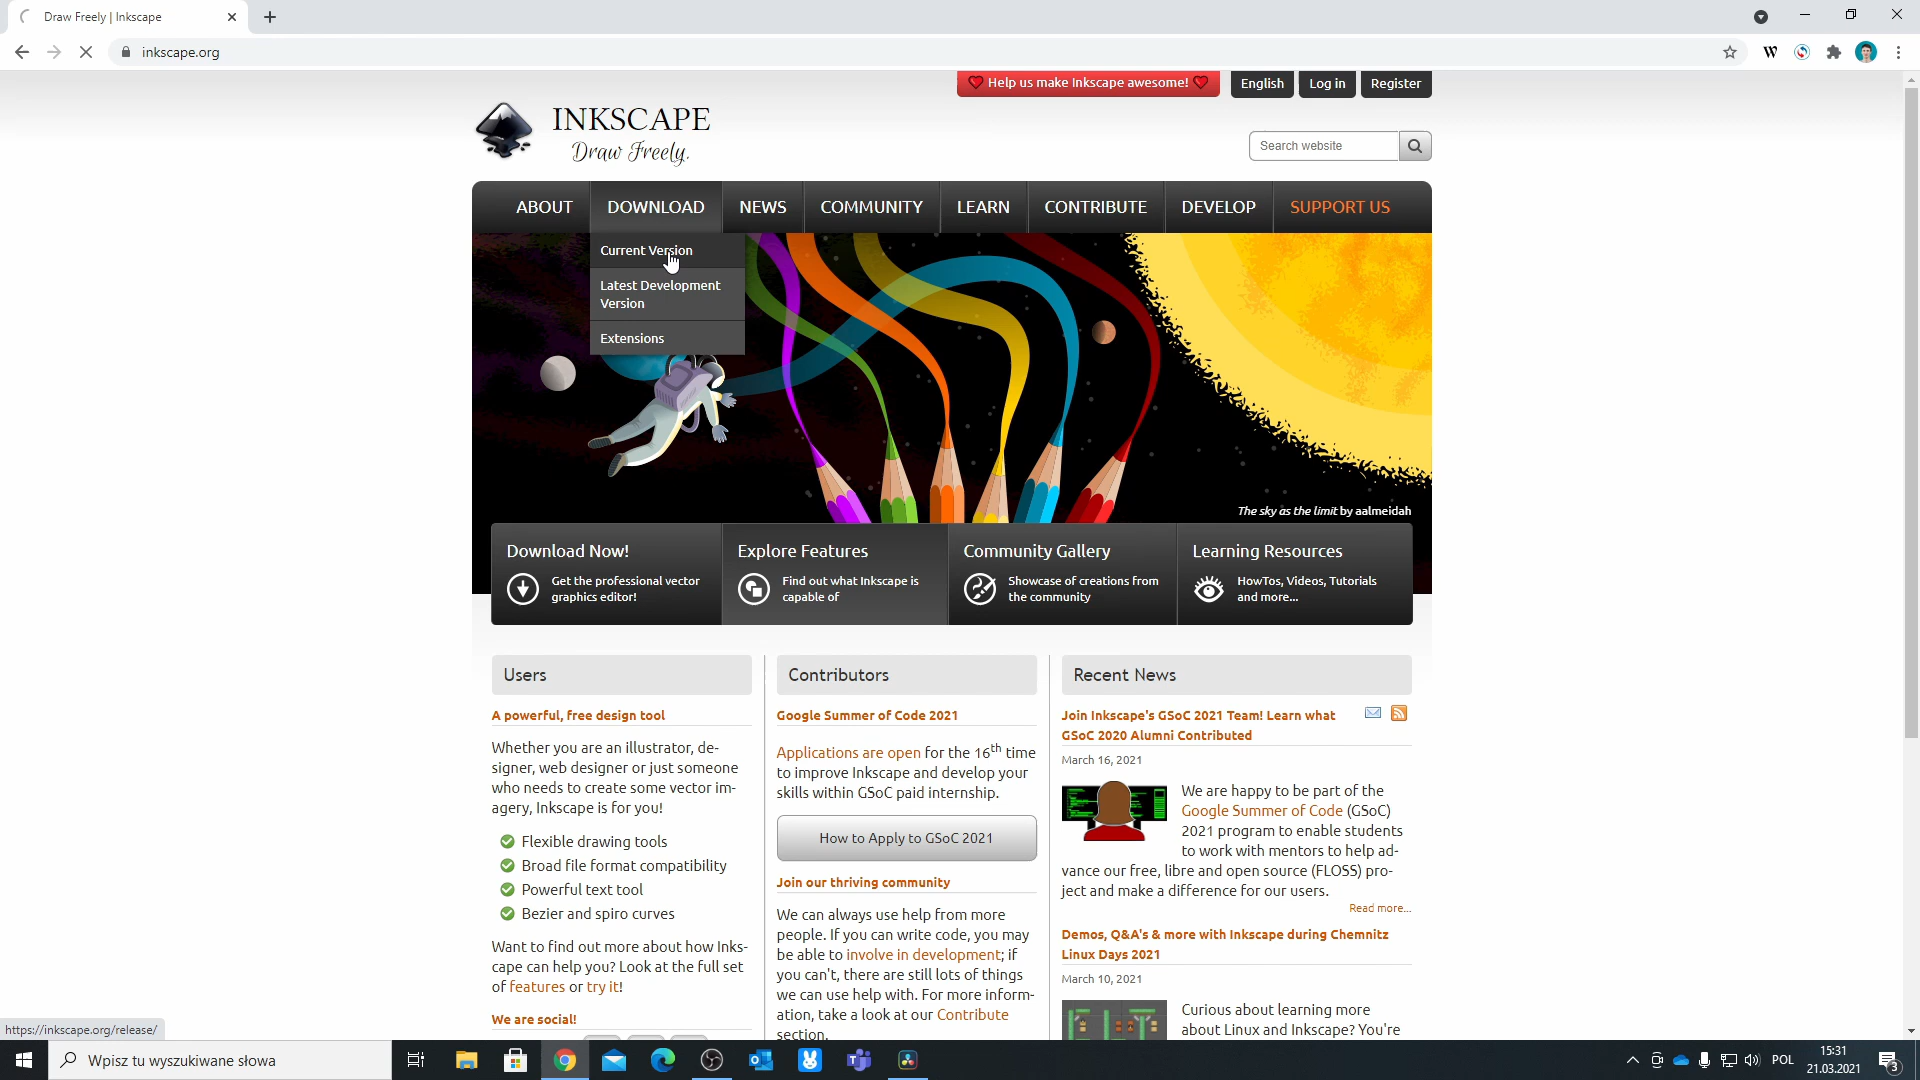 Draw Freely | Inkscape
inkscape.org
Help us make Inkscape awesome!
English
Log in
Register
INKSCAPE
Draw Freely.
Search website
ABOUT
DOWNLOAD
NEWS
COMMUNITY
LEARN
CONTRIBUTE
DEVELOP
SUPPORT US
Current Version
Latest Development
Version
Extensions
The sky as the limit by aalmeidah
Download Now!
Get the professional vector
graphics editor!
Explore Features
Find out what Inkscape is
capable of
Community Gallery
Showcase of creations from
the community
Learning Resources
HowTos, Videos, Tutorials
and more...
Users
A powerful, free design tool
Whether you are an illustrator, de-
signer, web designer or just someone
who needs to create some vector im-
agery, Inkscape is for you!
Flexible drawing tools
Broad file format compatibility
Powerful text tool
Bezier and spiro curves
Want to find out more about how Inks-
cape can help you? Look at the full set
of features or try it!
We are social!
Contributors
Google Summer of Code 2021
Applications are open for the 16th time
to improve Inkscape and develop your
skills within GSoC paid internship.
How to Apply to GSoC 2021
Join our thriving community
We can always use help from more
people. If you can write code, you may
be able to involve in development; if
you can't, there are still lots of things
we can use help with. For more inform-
ation, take a look at our Contribute
section.
Recent News
Join Inkscape's GSoC 2021 Team! Learn what
GSoC 2020 Alumni Contributed
March 16, 2021
We are happy to be part of the
Google Summer of Code (GSoC)
2021 program to enable students
to work with mentors to help ad-
vance our free, libre and open source (FLOSS) pro-
ject and make a difference for our users.
Read more...
Demos, Q&A's & more with Inkscape during Chemnitz
Linux Days 2021
March 10, 2021
Curious about learning more
about Linux and Inkscape? You're
https://inkscape.org/release/
Wpisz tu wyszukiwane słowa
POL
15:31
21.03.2021
3